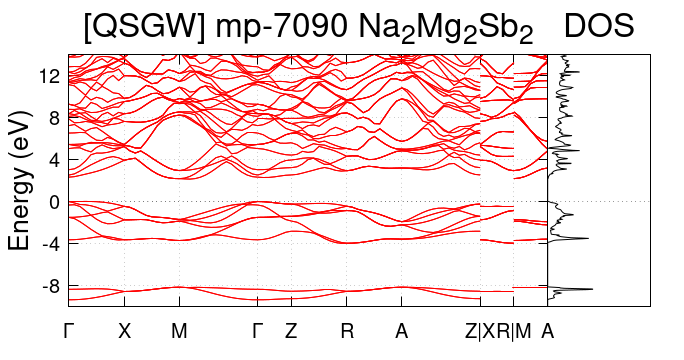 [QSGW] mp-7090 Na₂Mg₂Sb₂ DOS
Energy (eV)
12
8
4
0
-4
-8
Γ X M Γ Z R A Z|XR|M A